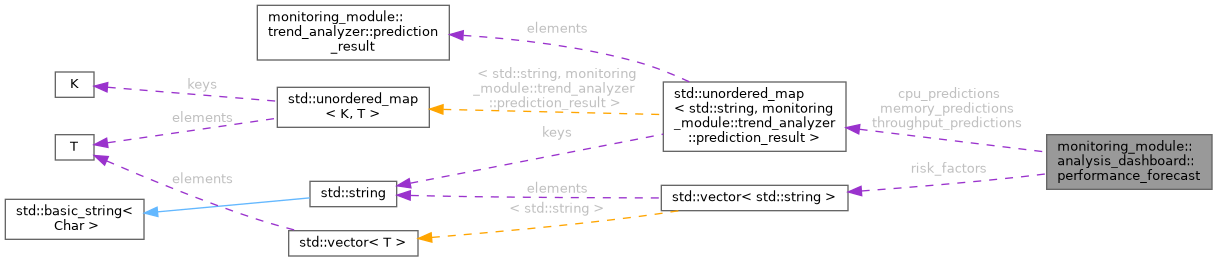 monitoring_module::
trend_analyzer::prediction
_result
elements
K
keys
std::unordered_map
< K, T >
elements
T
elements
< std::string, monitoring
_module::trend_analyzer
::prediction_result >
std::unordered_map
< std::string, monitoring
_module::trend_analyzer
::prediction_result >
cpu_predictions
memory_predictions
throughput_predictions
monitoring_module::
analysis_dashboard::
performance_forecast
keys
risk_factors
std::string
elements
std::vector< std::string >
< std::string >
std::basic_string<
Char >
std::vector< T >